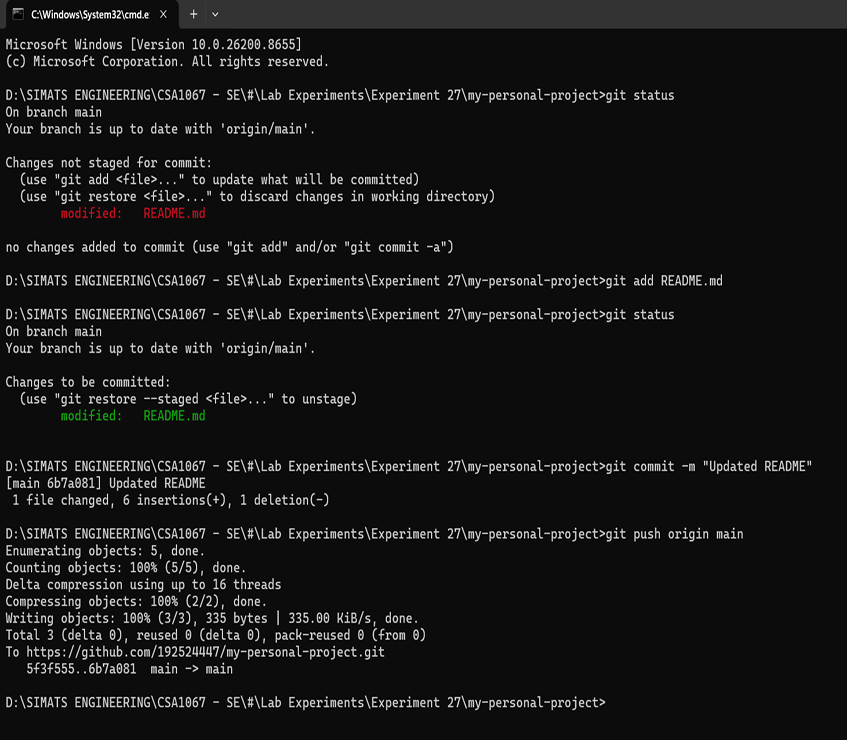 C:\Windows\System32\cmd.e
Microsoft Windows [Version 10.0.26200.8655]
(c) Microsoft Corporation. All rights reserved.
D:\SIMATS ENGINEERING\CSA1067 - SE\#\Lab Experiments\Experiment 27\my-personal-project>git status
On branch main
Your branch is up to date with 'origin/main'.
Changes not staged for commit:
  (use "git add <file>..." to update what will be committed)
  (use "git restore <file>..." to discard changes in working directory)
        modified:   README.md
no changes added to commit (use "git add" and/or "git commit -a")
D:\SIMATS ENGINEERING\CSA1067 - SE\#\Lab Experiments\Experiment 27\my-personal-project>git add README.md
D:\SIMATS ENGINEERING\CSA1067 - SE\#\Lab Experiments\Experiment 27\my-personal-project>git status
On branch main
Your branch is up to date with 'origin/main'.
Changes to be committed:
  (use "git restore --staged <file>..." to unstage)
        modified:   README.md
D:\SIMATS ENGINEERING\CSA1067 - SE\#\Lab Experiments\Experiment 27\my-personal-project>git commit -m "Updated README"
[main 6b7a081] Updated README
 1 file changed, 6 insertions(+), 1 deletion(-)
D:\SIMATS ENGINEERING\CSA1067 - SE\#\Lab Experiments\Experiment 27\my-personal-project>git push origin main
Enumerating objects: 5, done.
Counting objects: 100% (5/5), done.
Delta compression using up to 16 threads
Compressing objects: 100% (2/2), done.
Writing objects: 100% (3/3), 335 bytes | 335.00 KiB/s, done.
Total 3 (delta 0), reused 0 (delta 0), pack-reused 0 (from 0)
To https://github.com/192524447/my-personal-project.git
   5f3f555..6b7a081  main -> main
D:\SIMATS ENGINEERING\CSA1067 - SE\#\Lab Experiments\Experiment 27\my-personal-project>